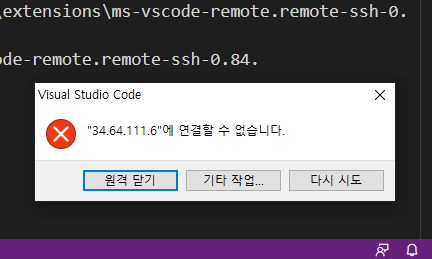 \extensions\ms-vscode-remote.remote-ssh-0.
ode-remote.remote-ssh-0.84.
Visual Studio Code
"34.64.111.6"에 연결할 수 없습니다.
원격 닫기
기타 작업...
다시 시도